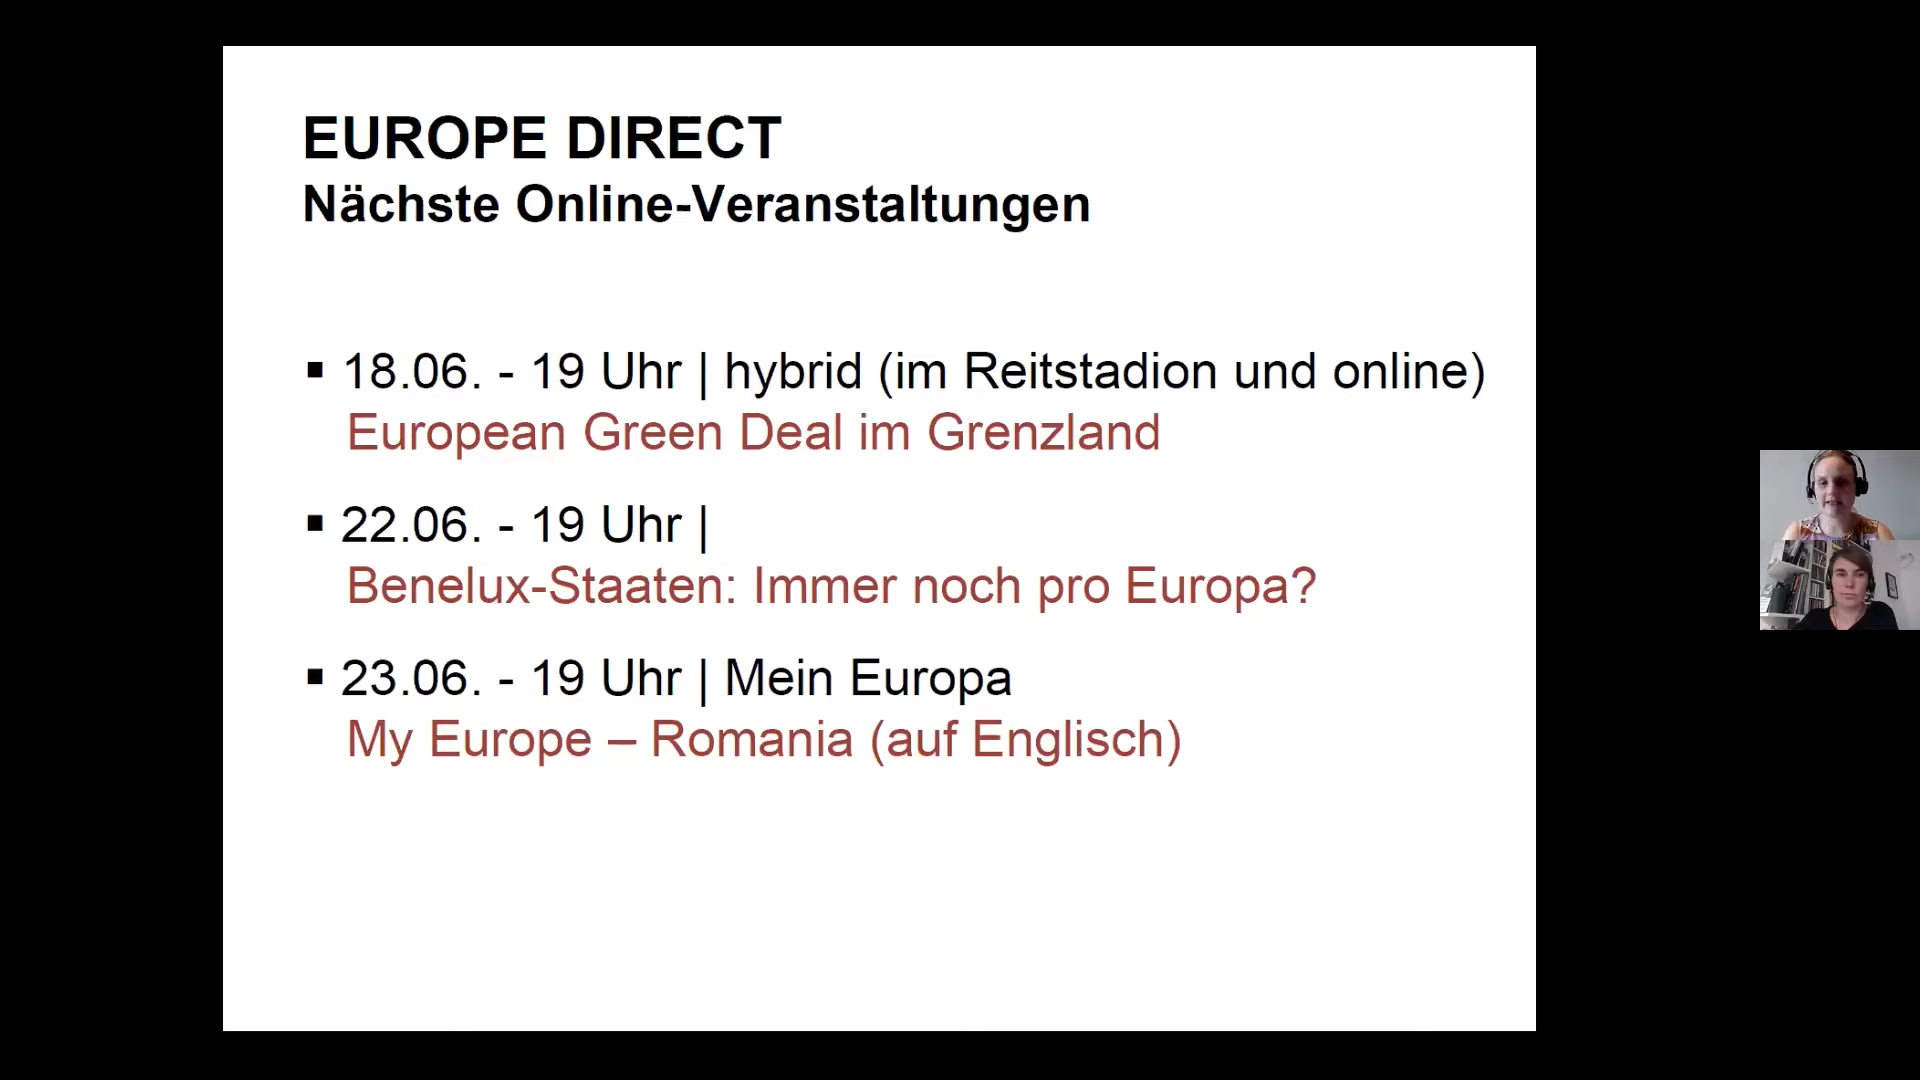 EUROPE DIRECT
Nächste Online-Veranstaltungen
▪ 18.06. - 19 Uhr | hybrid (im Reitstadion und online)
European Green Deal im Grenzland
▪ 22.06. - 19 Uhr |
Benelux-Staaten: Immer noch pro Europa?
▪ 23.06. - 19 Uhr | Mein Europa
My Europe – Romania (auf Englisch)